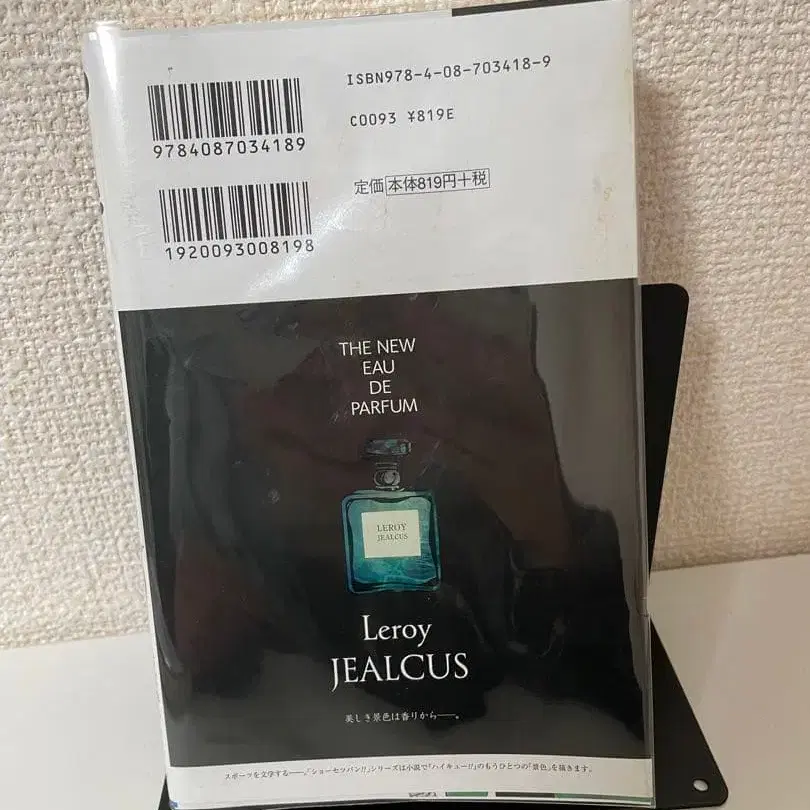 ISBN978-4-08-703418-9
C0093 ¥819E
9784087034189
定価 本体819円+税
1920093008198
THE NEW
EAU
DE
PARFUM
LEROY
JEALCUS
Leroy
JEALCUS
美しき景色は香りから——。
スポーツを文学する——。「ショーセツバン!!」シリーズは小説で「ハイキュー!!」のもうひとつの「景色」を描きます。